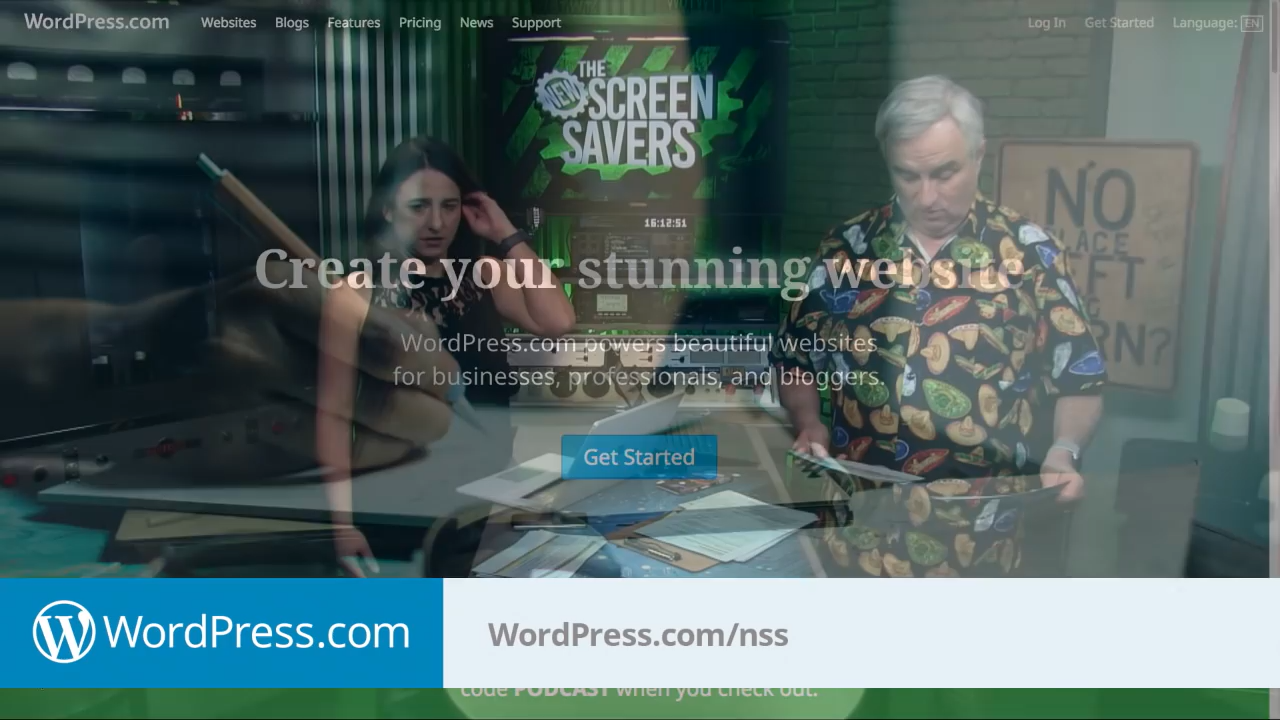 WordPress.com Websites Blogs Features Pricing News Support Log In Get Started Language: EN
THE
NEW SCREEN
SAVERS
16:12:51
NO
PLACE
Create your stunning website
WordPress.com powers beautiful websites
for businesses, professionals, and bloggers.
Get Started
WordPress.com
WordPress.com/nss
code PODCAST when you check out.